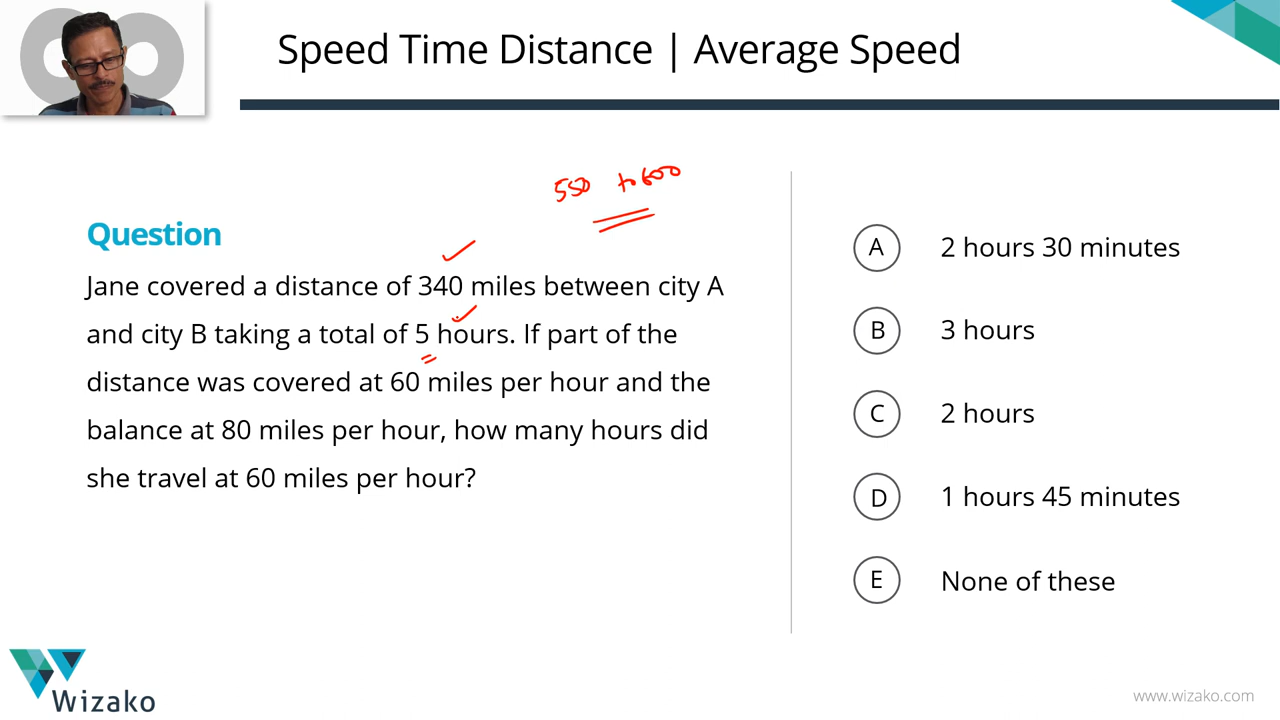 Speed Time Distance | Average Speed
550 to 600
Question
Jane covered a distance of 340 miles between city A
and city B taking a total of 5 hours. If part of the
distance was covered at 60 miles per hour and the
balance at 80 miles per hour, how many hours did
she travel at 60 miles per hour?
A 2 hours 30 minutes
B 3 hours
C 2 hours
D 1 hours 45 minutes
E None of these
Wizako
www.wizako.com